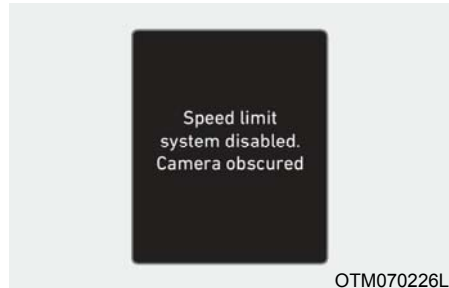 Speed limit
system disabled.
Camera obscured
OTM070226L